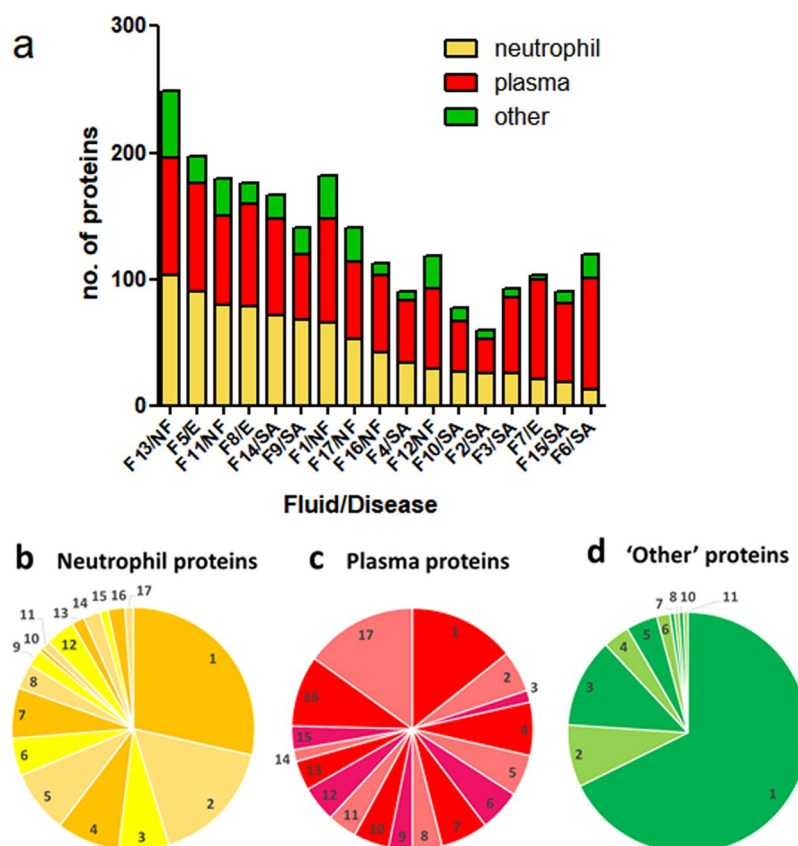 a
300
200
100
0
no. of proteins
neutrophil
plasma
other
F13/NF
F5/E
F11/NF
F8/E
F14/SA
F9/SA
F1/NF
F17/NF
F16/NF
F4/SA
F12/NF
F10/SA
F2/SA
F3/SA
F7/E
F15/SA
F6/SA
Fluid/Disease
b Neutrophil proteins
1
2
3
4
5
6
7
8
9
10
11
12
13
14
15
16
17
c Plasma proteins
1
2
3
4
5
6
7
8
9
10
11
12
13
14
15
16
17
d 'Other' proteins
1
2
3
4
5
6
7
8
10
11